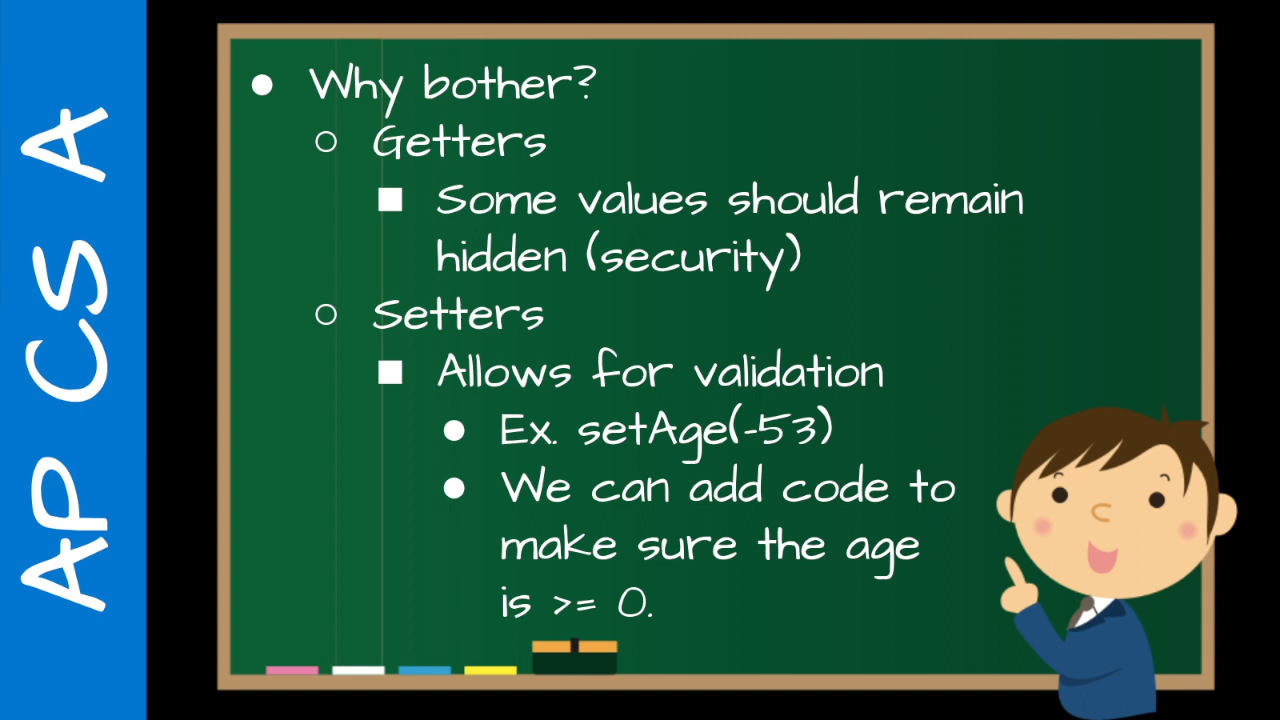 AP CS A
● Why bother?
○ Getters
■ Some values should remain
hidden (security)
○ Setters
■ Allows for validation
● Ex. setAge(-53)
● We can add code to
make sure the age
is >= 0.